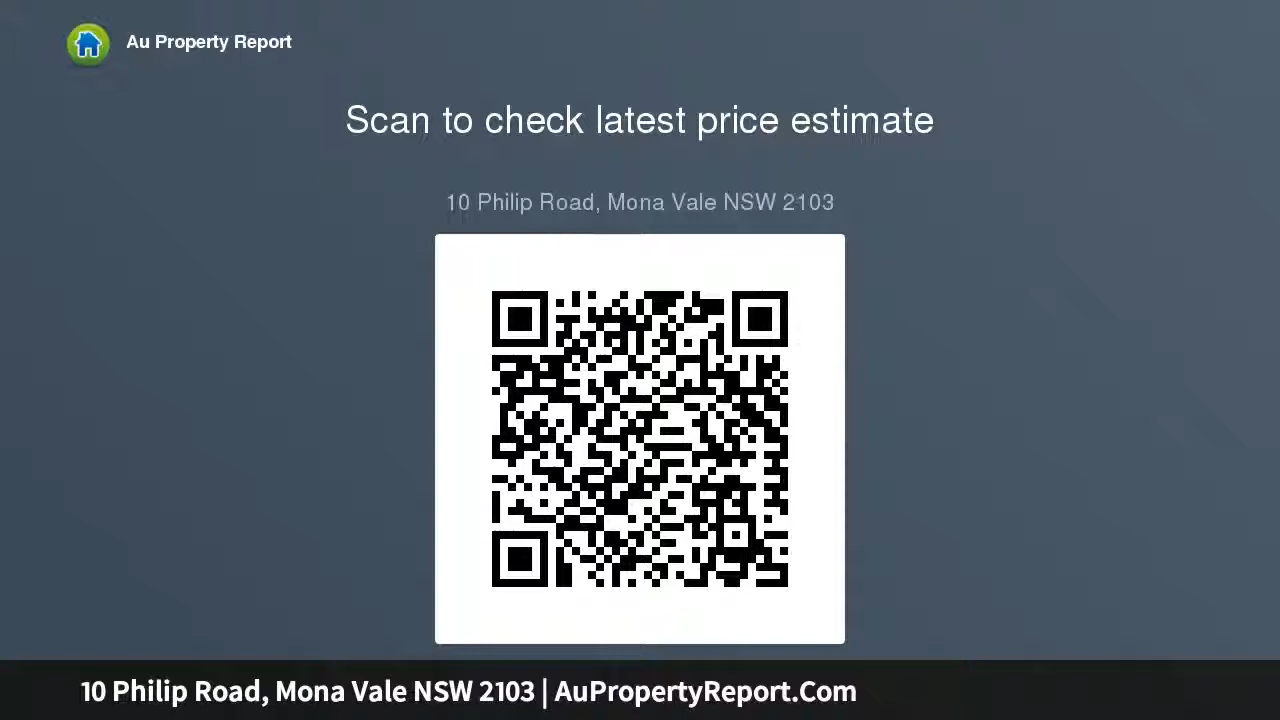 Au Property Report
Scan to check latest price estimate
10 Philip Road, Mona Vale NSW 2103
10 Philip Road, Mona Vale NSW 2103 | AuPropertyReport.Com